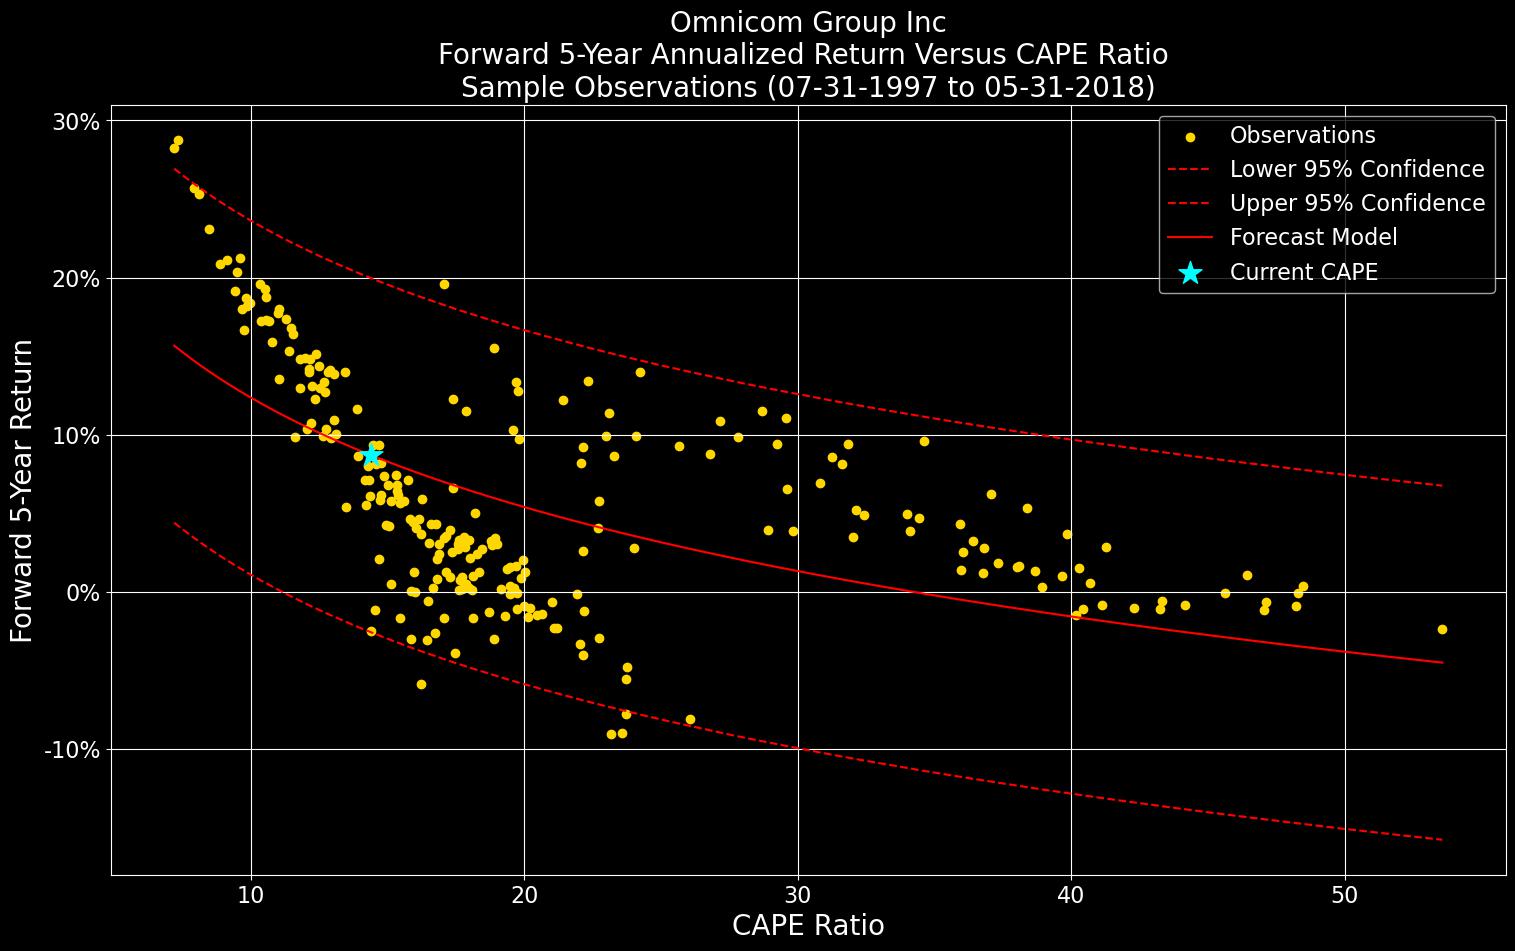 Omnicom Group Inc
Forward 5-Year Annualized Return Versus CAPE Ratio
Sample Observations (07-31-1997 to 05-31-2018)
Observations
Lower 95% Confidence
Upper 95% Confidence
Forecast Model
Current CAPE
Forward 5-Year Return
30%
20%
10%
0%
-10%
10 20 30 40 50
CAPE Ratio